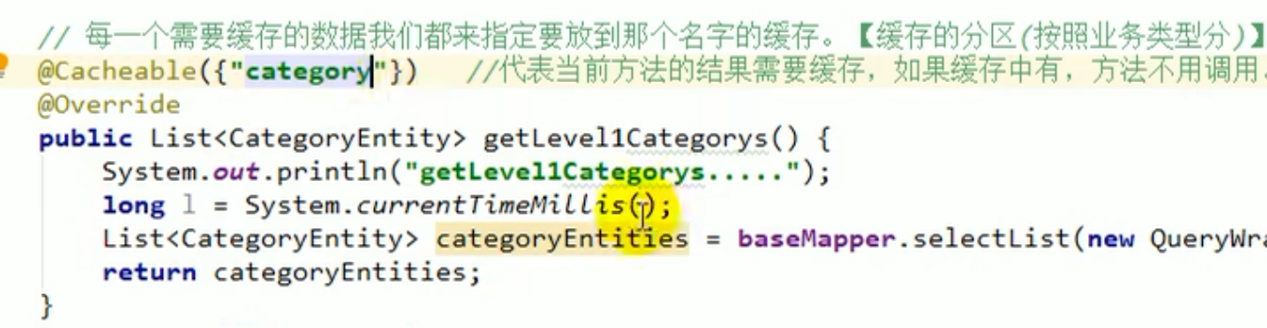 // 每一个需要缓存的数据我们都来指定要放到那个名字的缓存。【缓存的分区(按照业务类型分)】
@Cacheable({"category"})   //代表当前方法的结果需要缓存，如果缓存中有，方法不用调用.
@Override
public List<CategoryEntity> getLevel1Categorys() {
    System.out.println("getLevel1Categorys.....");
    long l = System.currentTimeMillis();
    List<CategoryEntity> categoryEntities = baseMapper.selectList(new QueryWra
    return categoryEntities;
}